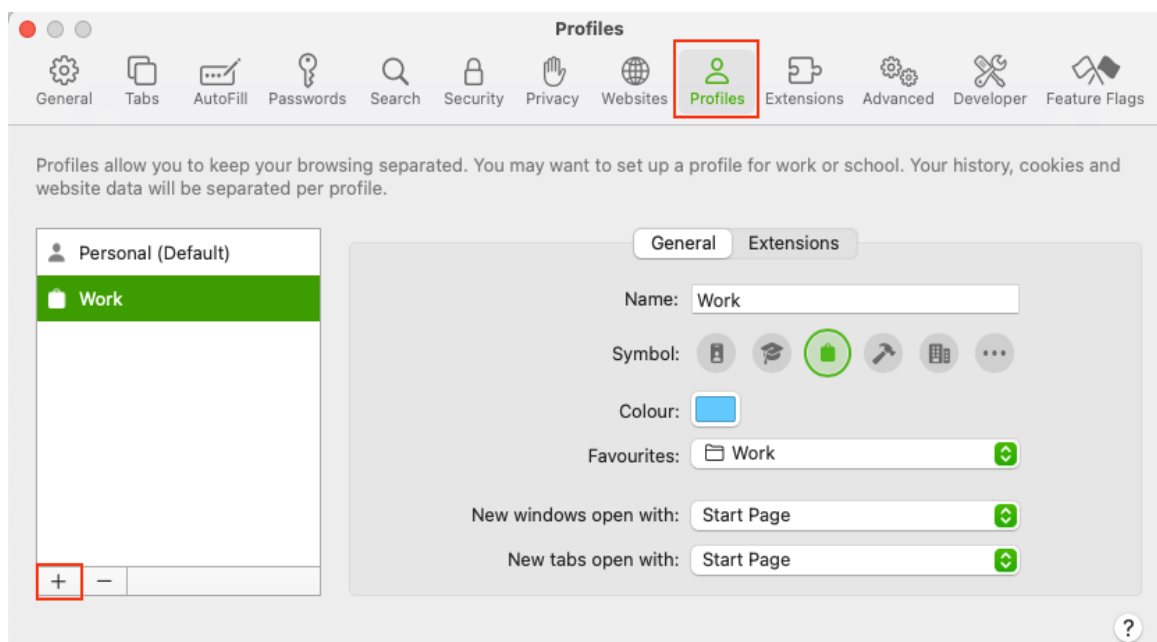 Profiles
General Tabs AutoFill Passwords Search Security Privacy Websites Profiles Extensions Advanced Developer Feature Flags
Profiles allow you to keep your browsing separated. You may want to set up a profile for work or school. Your history, cookies and
website data will be separated per profile.
Personal (Default)
Work
General Extensions
Name: Work
Symbol:
Colour:
Favourites: Work
New windows open with: Start Page
New tabs open with: Start Page
+ −
?